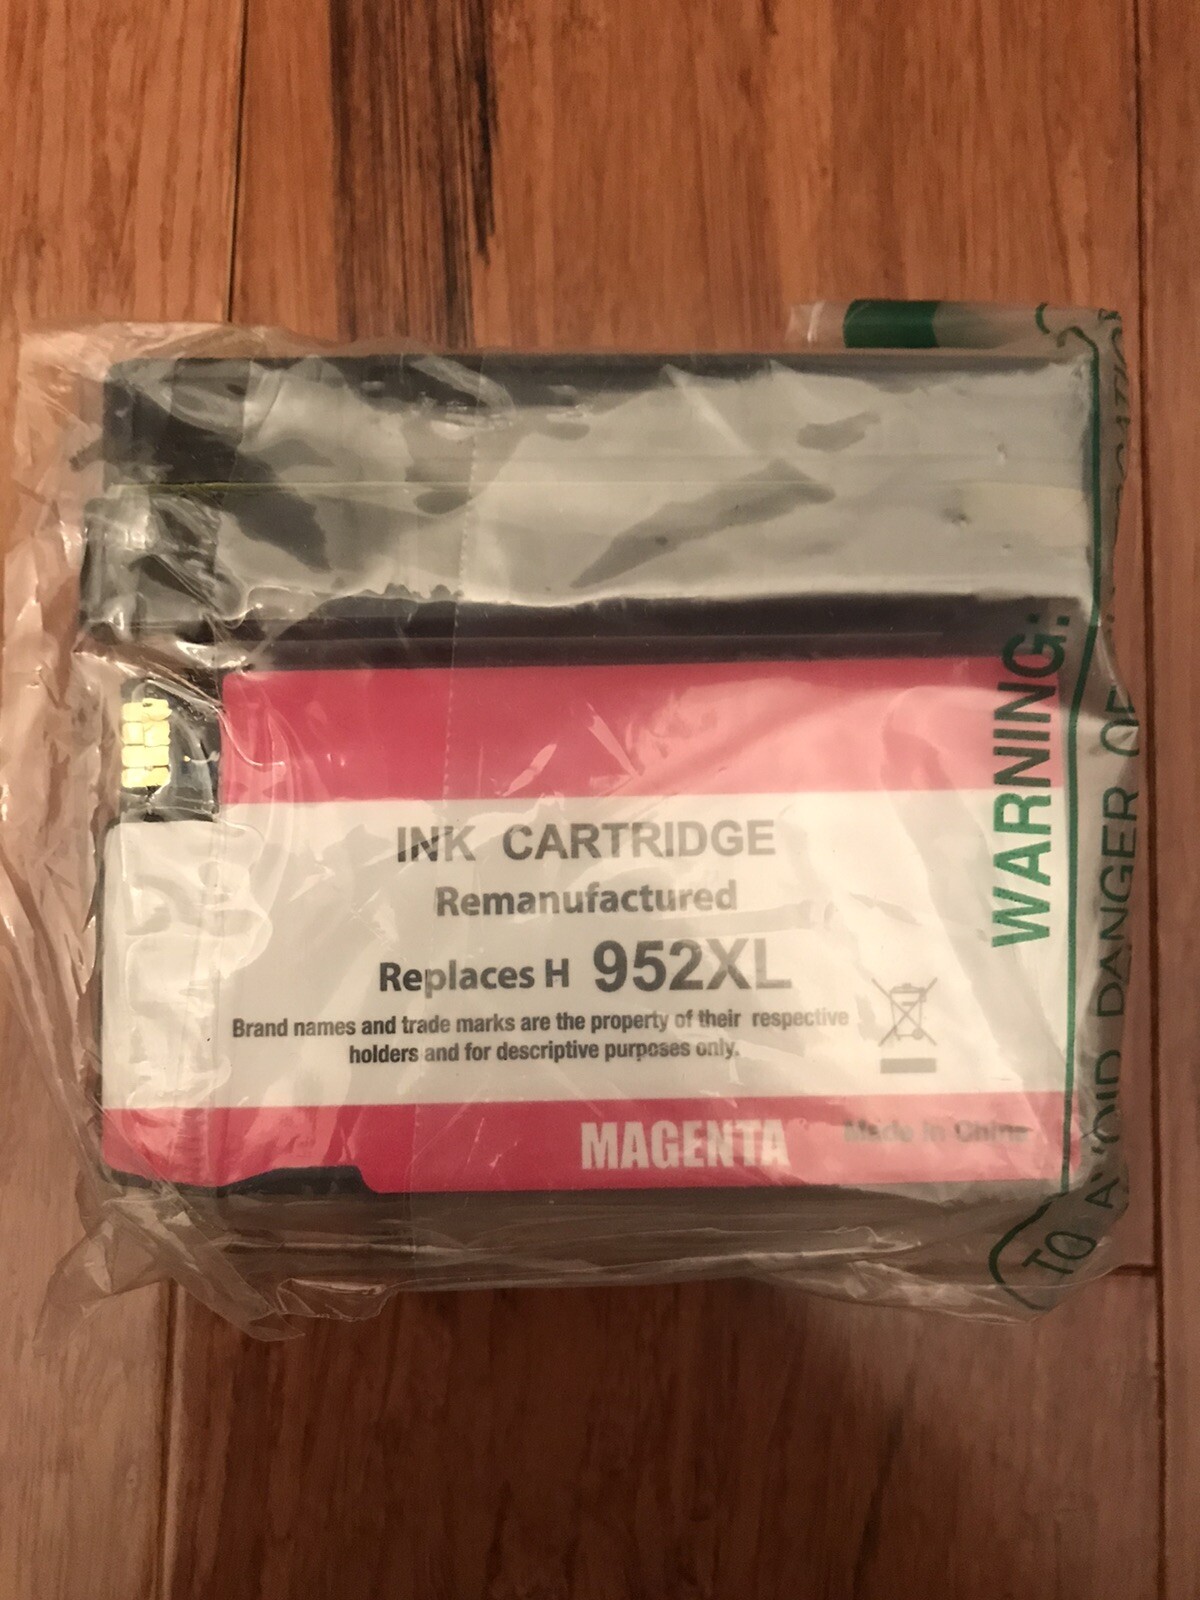 INK CARTRIDGE
Remanufactured
Replaces H 952XL
Brand names and trade marks are the property of their respective
holders and for descriptive purposes only.
MAGENTA
Made in China
WARNING:
TO AVOID DANGER OF